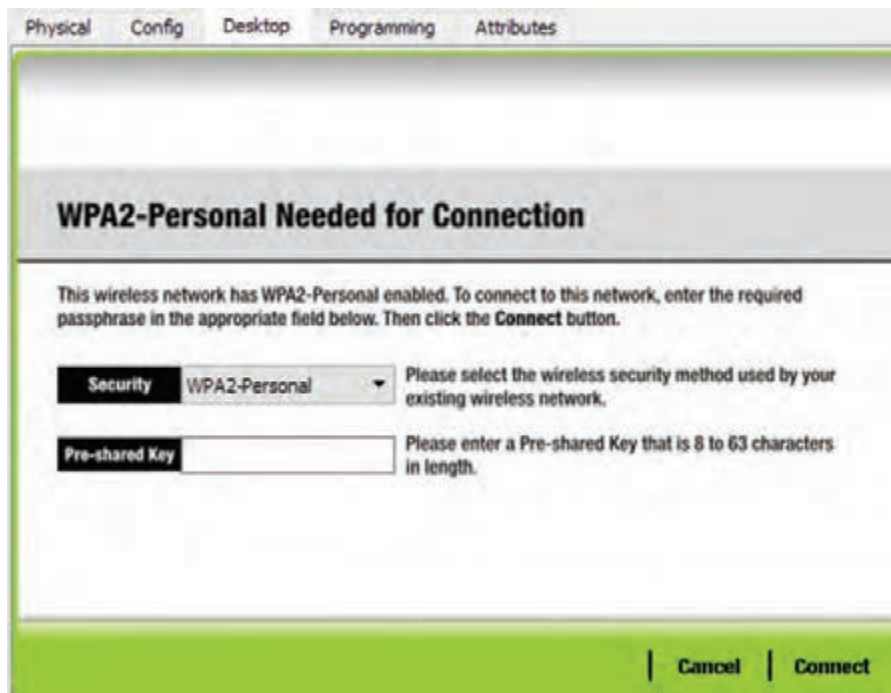 Physical Config Desktop Programming Attributes
WPA2-Personal Needed for Connection
This wireless network has WPA2-Personal enabled. To connect to this network, enter the required
passphrase in the appropriate field below. Then click the Connect button.
Security WPA2-Personal
Please select the wireless security method used by your
existing wireless network.
Pre-shared Key
Please enter a Pre-shared Key that is 8 to 63 characters
in length.
Cancel Connect